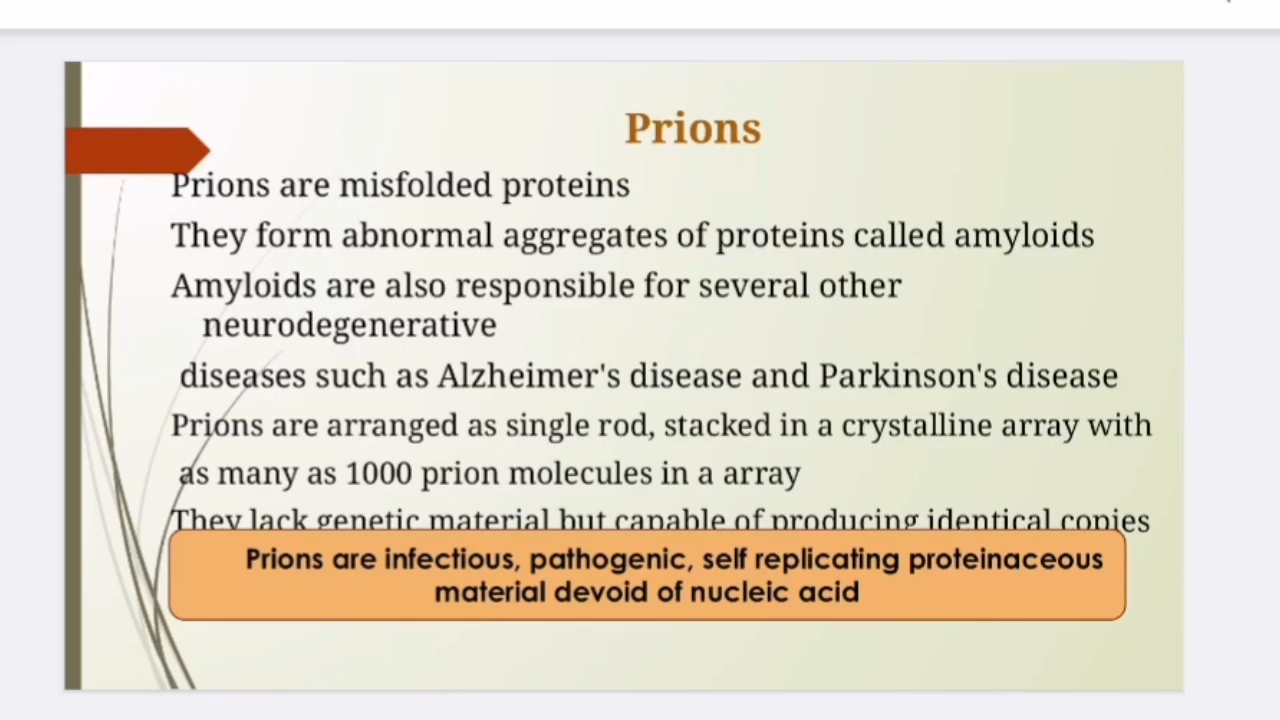 Prions
Prions are misfolded proteins
They form abnormal aggregates of proteins called amyloids
Amyloids are also responsible for several other
neurodegenerative
diseases such as Alzheimer's disease and Parkinson's disease
Prions are arranged as single rod, stacked in a crystalline array with
as many as 1000 prion molecules in a array
They lack genetic material but capable of producing identical copies
Prions are infectious, pathogenic, self replicating proteinaceous
material devoid of nucleic acid